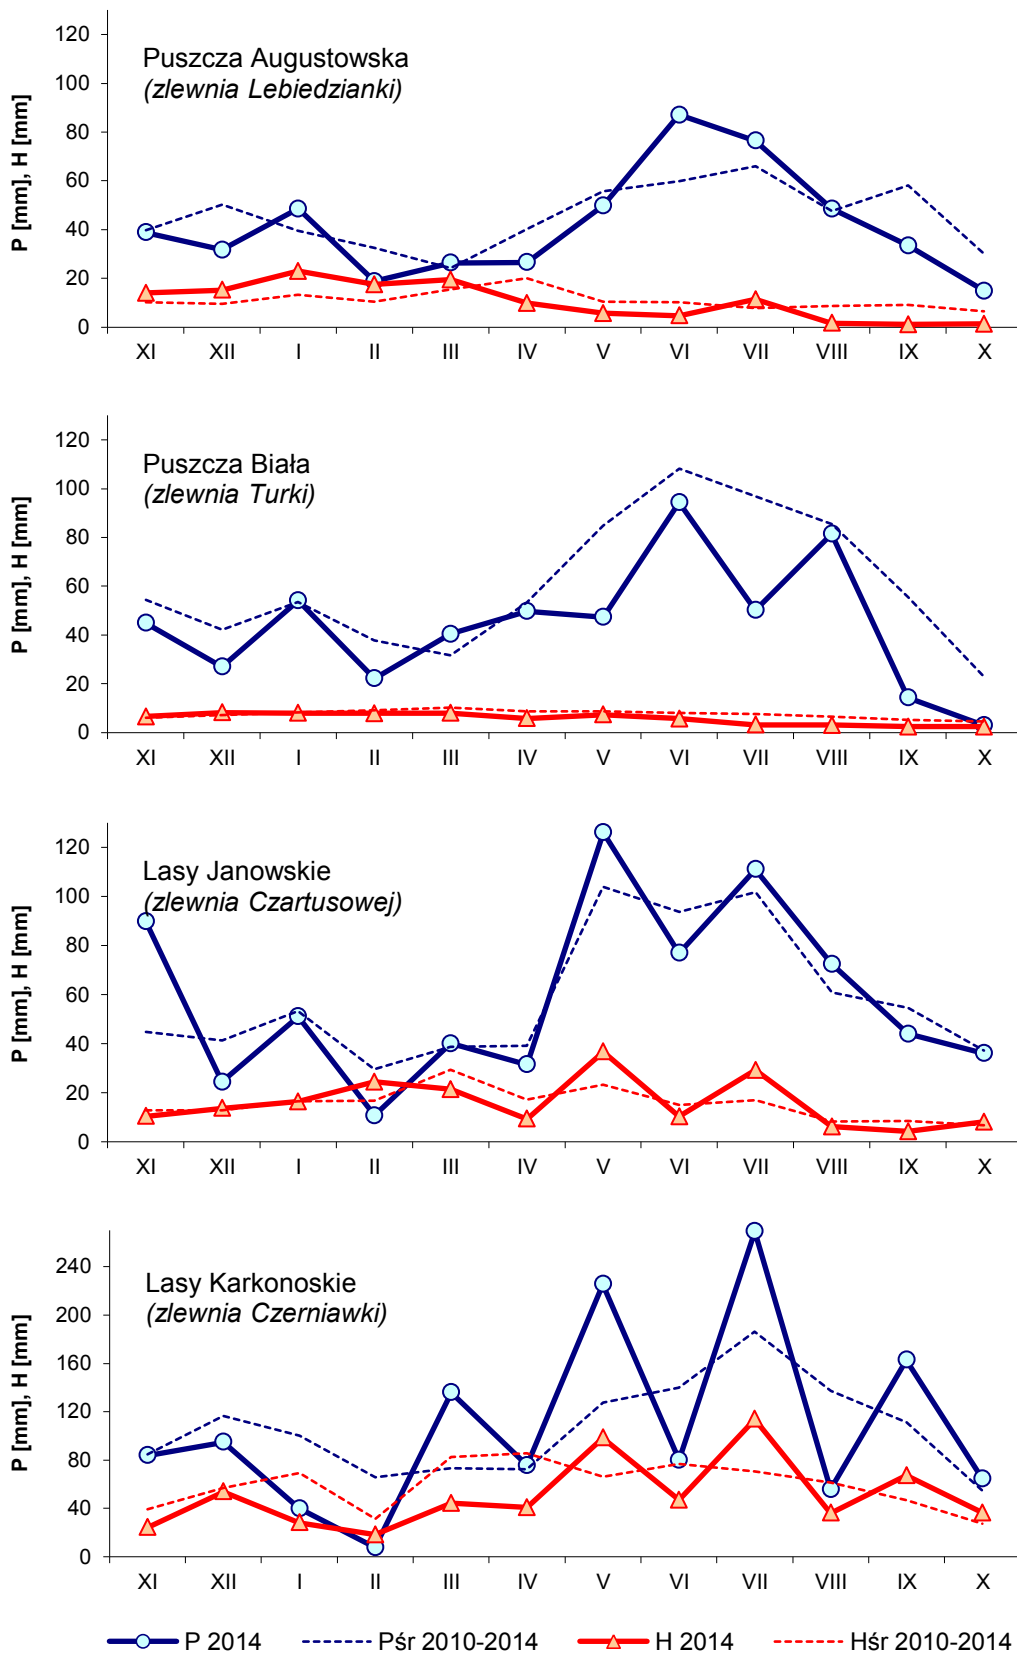 Puszcza Augustowska
(zlewnia Lebiedzianki)
P [mm], H [mm]
120
100
80
60
40
20
0
XI XII I II III IV V VI VII VIII IX X
Puszcza Biała
(zlewnia Turki)
P [mm], H [mm]
120
100
80
60
40
20
0
XI XII I II III IV V VI VII VIII IX X
Lasy Janowskie
(zlewnia Czartusowej)
P [mm], H [mm]
120
100
80
60
40
20
0
XI XII I II III IV V VI VII VIII IX X
Lasy Karkonoskie
(zlewnia Czerniawki)
P [mm], H [mm]
240
200
160
120
80
40
0
XI XII I II III IV V VI VII VIII IX X
P 2014 Pśr 2010-2014 H 2014 Hśr 2010-2014